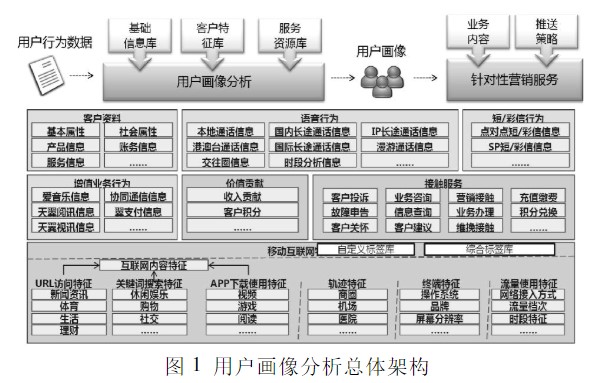 用户行为数据
基础信息库
客户特征库
服务资源库
用户画像分析
用户画像
业务内容
推送策略
针对性营销服务
客户资料
基本属性 社会属性
产品信息 账务信息
服务信息 ......
语音行为
本地通话信息 国内长途通话信息 IP长途通话信息
港澳台通话信息 国际长途通话信息 漫游通话信息
交往圈信息 时段分析信息 ......
短/彩信行为
点对点短/彩信信息
SP短/彩信信息
......
增值业务行为
爱音乐信息 协同通信信息
天翼阅讯信息 翼支付信息
天翼视讯信息 ......
价值贡献
收入贡献
客户积分
......
接触服务
客户投诉 业务咨询 营销接触 充值缴费
故障申告 信息查询 业务办理 积分兑换
客户关怀 客户建议 维挽接触 ......
移动互联网 自定义标签库 综合标签库
互联网内容特征
URL访问特征
新闻资讯
体育
生活
理财
关键词搜索特征
休闲娱乐
购物
社交
......
APP下载使用特征
视频
游戏
阅读
......
轨迹特征
商圈
机场
医院
......
终端特征
操作系统
品牌
屏幕分辨率
......
流量使用特征
网络接入方式
流量档次
时段特征
......
图 1 用户画像分析总体架构